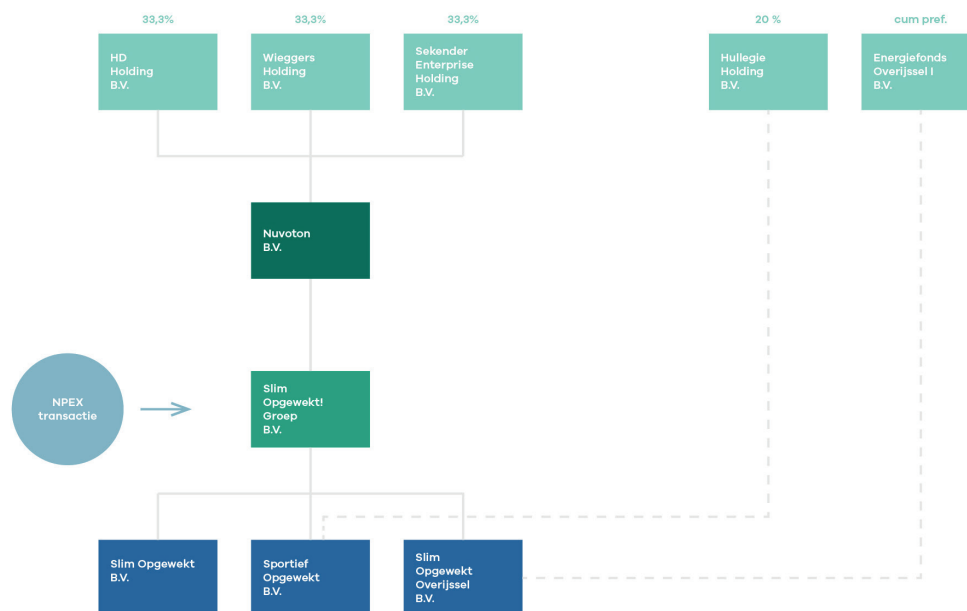 33,3%
33,3%
33,3%
20 %
cum pref.
HD
Holding
B.V.
Wieggers
Holding
B.V.
Sekender
Enterprise
Holding
B.V.
Hullegie
Holding
B.V.
Energiefonds
Overijssel I
B.V.
Nuvoton
B.V.
NPEX
transactie
Slim
Opgewekt!
Groep
B.V.
Slim Opgewekt
B.V.
Sportief
Opgewekt
B.V.
Slim
Opgewekt
Overijssel
B.V.